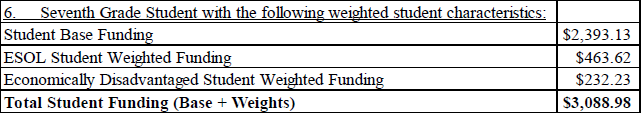 6. Seventh Grade Student with the following weighted student characteristics:
Student Base Funding $2,393.13
ESOL Student Weighted Funding $463.62
Economically Disadvantaged Student Weighted Funding $232.23
Total Student Funding (Base + Weights) $3,088.98